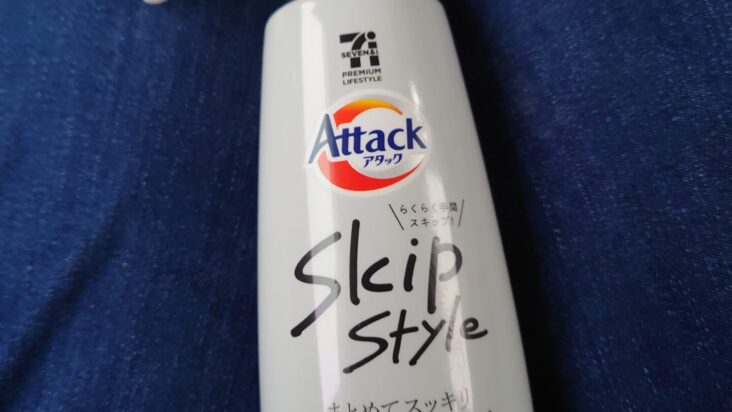 7i
SEVEN&i
PREMIUM
LIFESTYLE
Attack
アタック
らくらく手間
スキップ!
Skip
Style
まとめてスッキリ